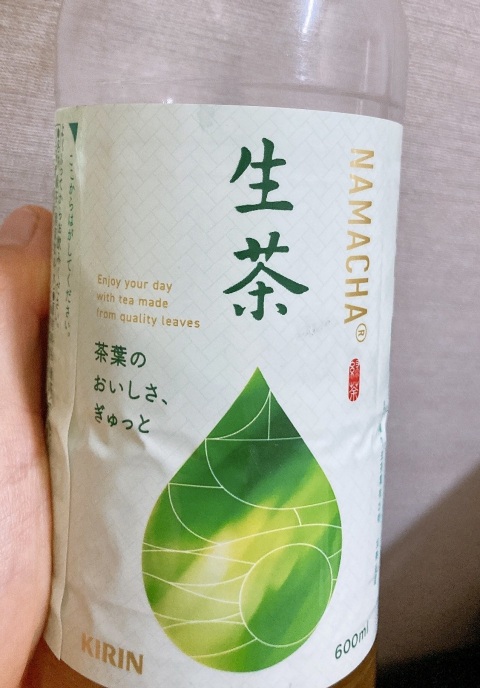 生茶
NAMACHA®
Enjoy your day
with tea made
from quality leaves
茶葉の
おいしさ、
ぎゅっと
KIRIN
600ml